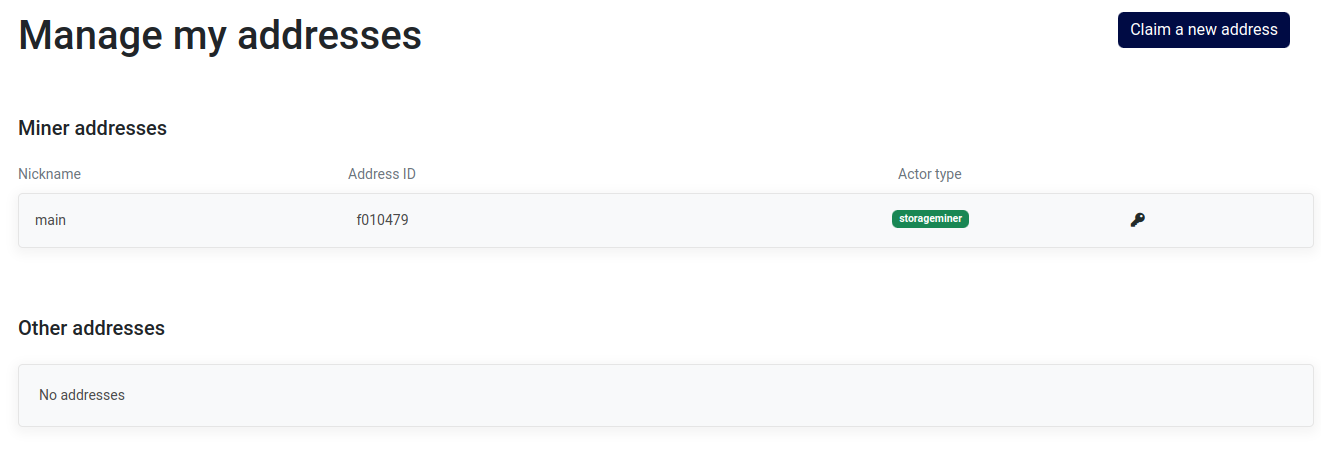 Manage my addresses
Claim a new address
Miner addresses
Nickname Address ID Actor type
main f010479 storageminer
Other addresses
No addresses